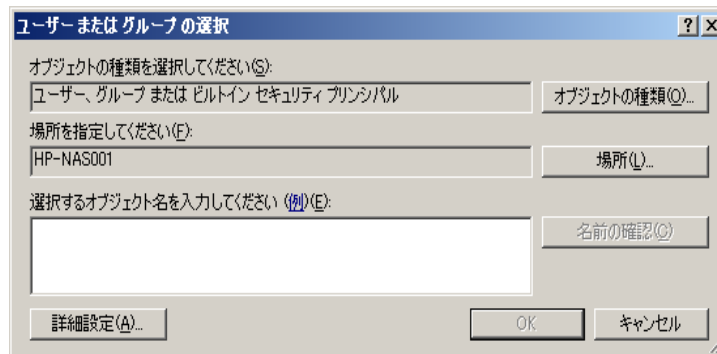 ユーザー または グループ の選択
オブジェクトの種類を選択してください(S):
ユーザー、グループ または ビルトイン セキュリティ プリンシパル
オブジェクトの種類(O)...
場所を指定してください(F):
HP-NAS001
場所(L)...
選択するオブジェクト名を入力してください (例)(E):
名前の確認(C)
詳細設定(A)...
OK
キャンセル